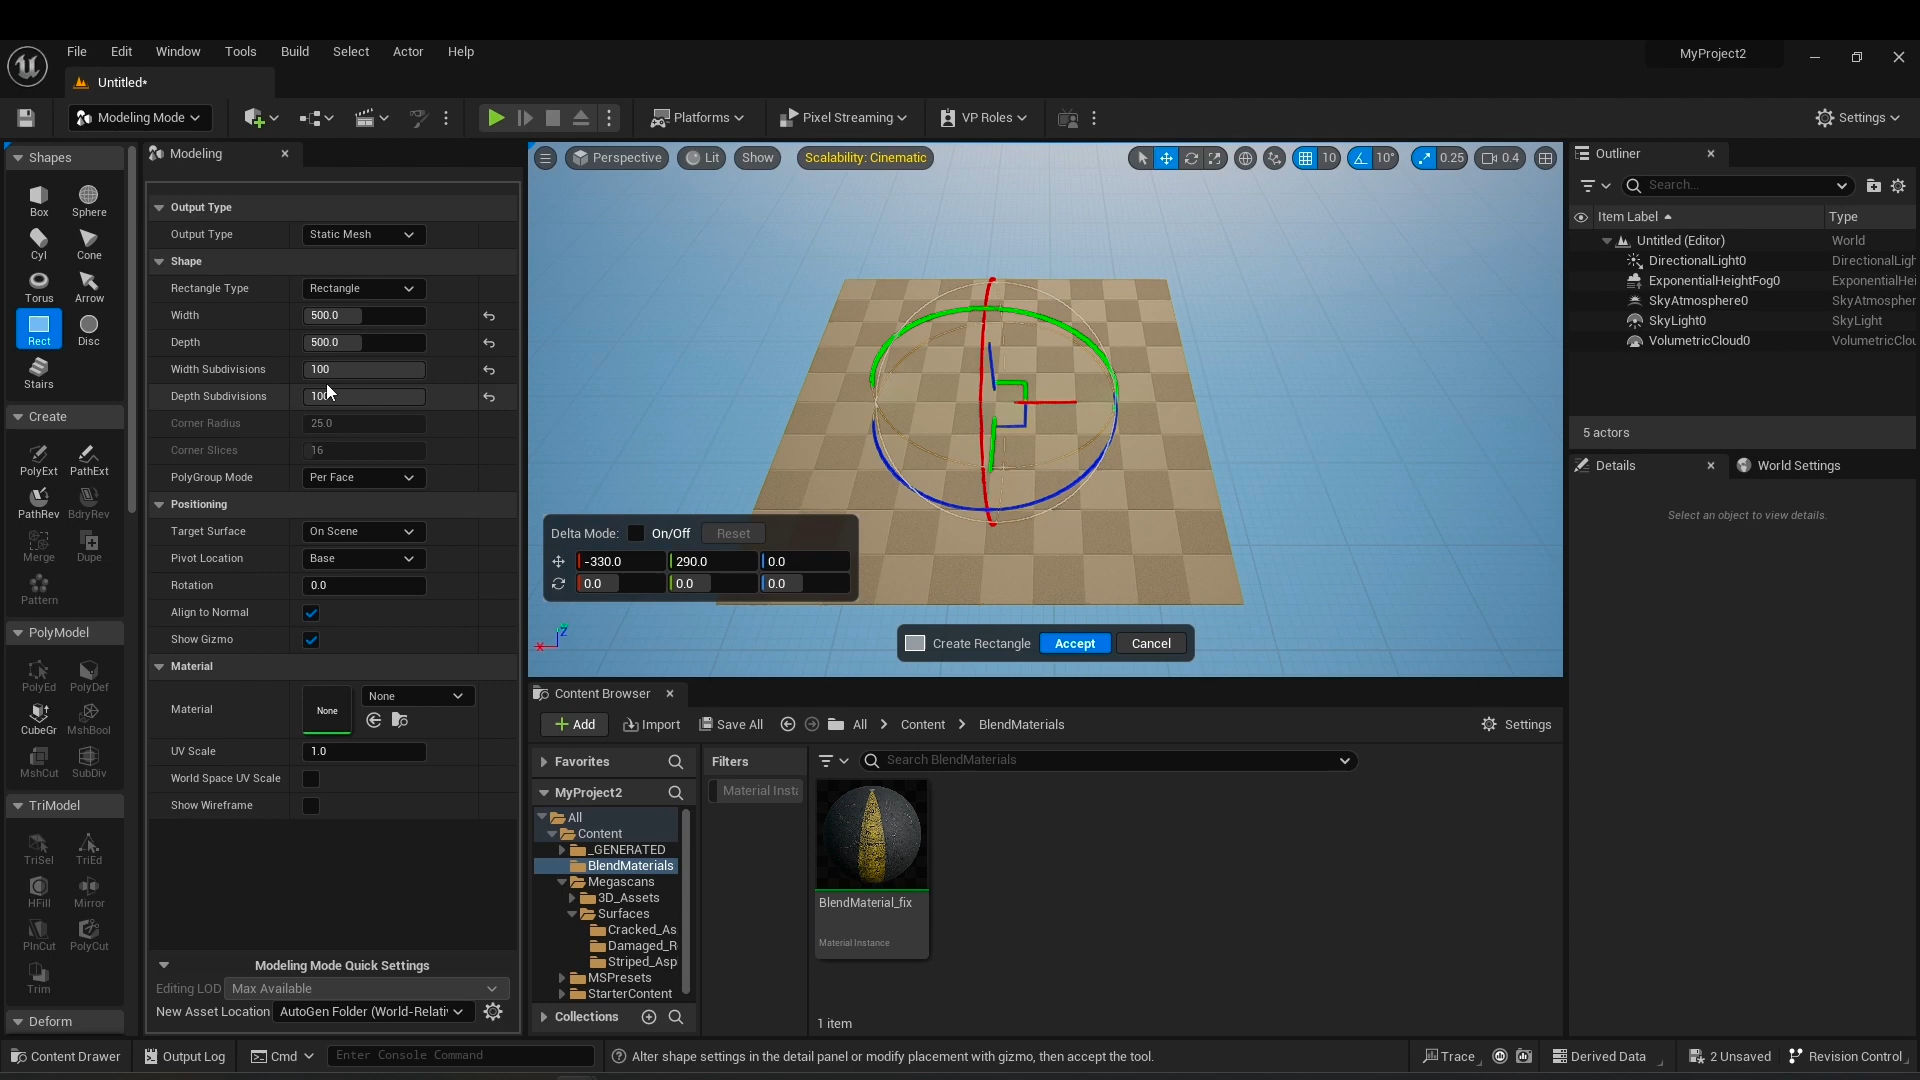 File Edit Window Tools Build Select Actor Help
MyProject2
Untitled*
Modeling Mode
Platforms
Pixel Streaming
VP Roles
Settings
Shapes
Box Sphere
Cyl Cone
Torus Arrow
Rect Disc
Stairs
Create
PolyExt PathExt
PathRev BdryRev
Merge Dupe
Pattern
PolyModel
PolyEd PolyDef
CubeGr MshBool
MshCut SubDiv
TriModel
TriSel TriEd
HFill Mirror
PlnCut PolyCut
Trim
Deform
Modeling
Output Type
Output Type Static Mesh
Shape
Rectangle Type Rectangle
Width 500.0
Depth 500.0
Width Subdivisions 100
Depth Subdivisions 100
Corner Radius 25.0
Corner Slices 16
PolyGroup Mode Per Face
Positioning
Target Surface On Scene
Pivot Location Base
Rotation 0.0
Align to Normal
Show Gizmo
Material
Material None None
UV Scale 1.0
World Space UV Scale
Show Wireframe
Modeling Mode Quick Settings
Editing LOD Max Available
New Asset Location AutoGen Folder (World-Relati
Perspective Lit Show Scalability: Cinematic
10 10° 0.25 0.4
Delta Mode: On/Off Reset
-330.0 290.0 0.0
0.0 0.0 0.0
X Z
Create Rectangle Accept Cancel
Content Browser
Add Import Save All All Content BlendMaterials Settings
Favorites
MyProject2
All
Content
_GENERATED
BlendMaterials
Megascans
3D_Assets
Surfaces
Cracked_As
Damaged_R
Striped_Asp
MSPresets
StarterContent
Collections
Filters
Material Insta
Search BlendMaterials
BlendMaterial_fix
Material Instance
1 item
Outliner
Search...
Item Label Type
Untitled (Editor) World
DirectionalLight0 DirectionalLigh
ExponentialHeightFog0 ExponentialHei
SkyAtmosphere0 SkyAtmospher
SkyLight0 SkyLight
VolumetricCloud0 VolumetricClou
5 actors
Details
World Settings
Select an object to view details.
Content Drawer Output Log Cmd Enter Console Command Alter shape settings in the detail panel or modify placement with gizmo, then accept the tool. Trace Derived Data 2 Unsaved Revision Control